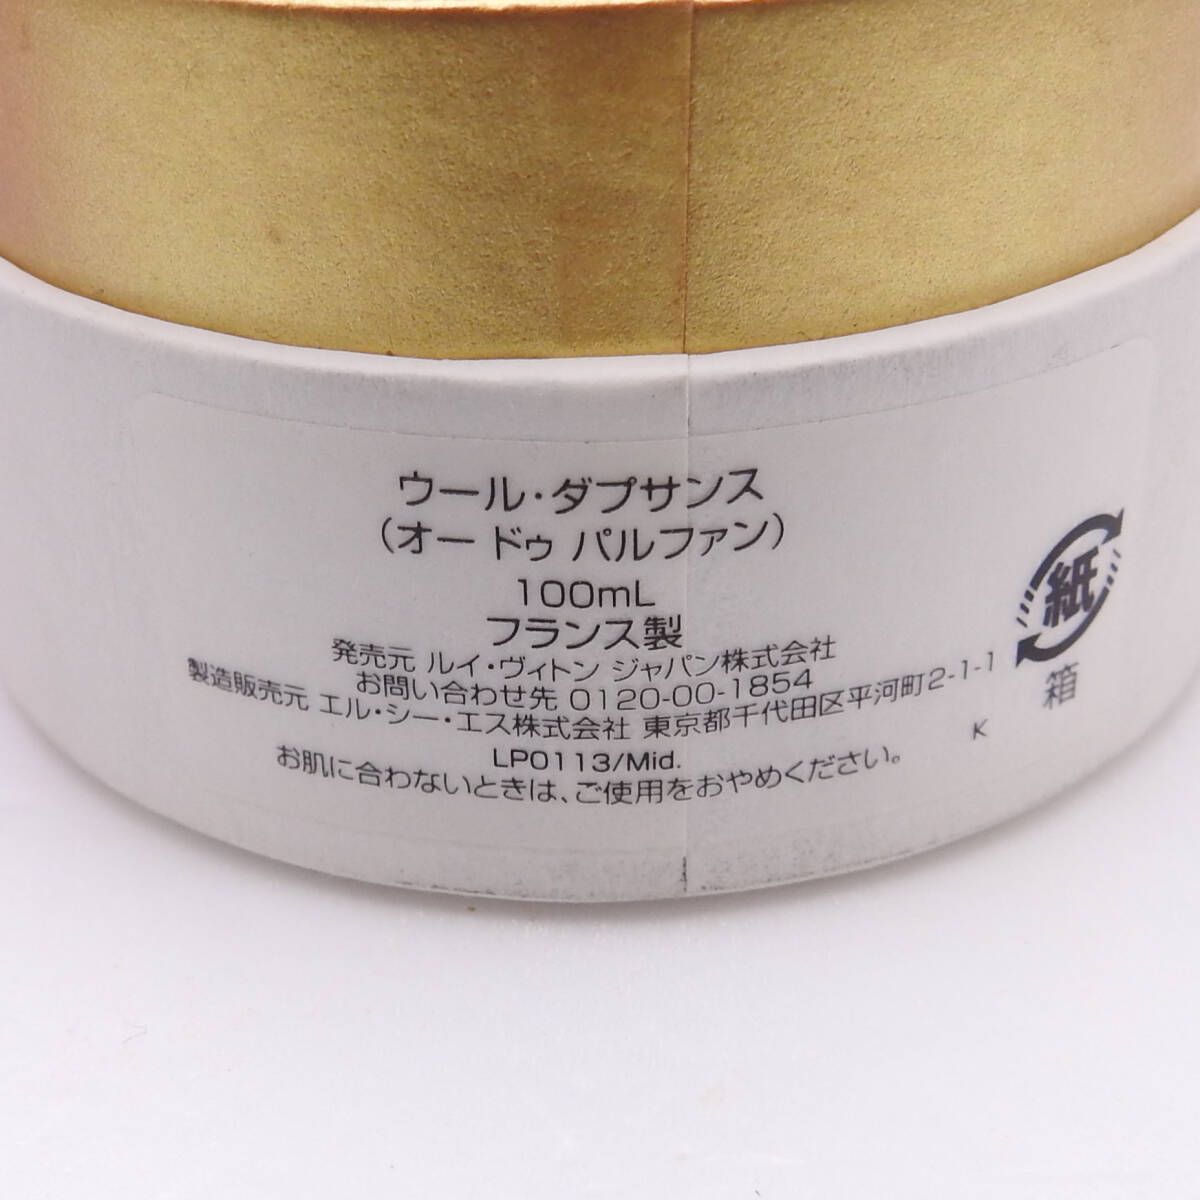 ウール・ダプサンス
（オー ドゥ パルファン）
100mL
フランス製
発売元 ルイ・ヴィトン ジャパン株式会社
お問い合わせ先 0120-00-1854
製造販売元 エル・シー・エス株式会社 東京都千代田区平河町2-1-1
LP0113/Mid.
お肌に合わないときは、ご使用をおやめください。
K
紙
箱